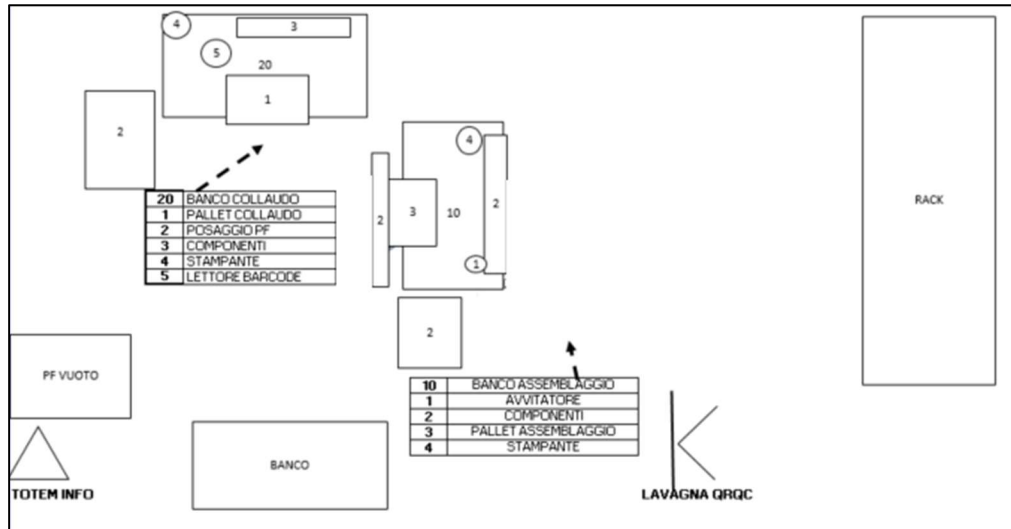 4
3
5
20
1
2
4
2
3
10
2
1
2
RACK
20 BANCO COLLAUDO
1 PALLET COLLAUDO
2 POSAGGIO PF
3 COMPONENTI
4 STAMPANTE
5 LETTORE BARCODE
PF VUOTO
10 BANCO ASSEMBLAGGIO
1 AVVITATORE
2 COMPONENTI
3 PALLET ASSEMBLAGGIO
4 STAMPANTE
BANCO
TOTEM INFO
LAVAGNA QRQC